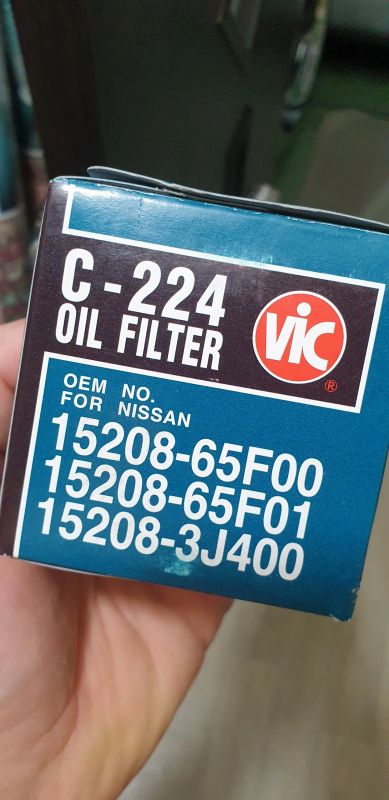 C-224
OIL FILTER
VIC
®
OEM NO.
FOR NISSAN
15208-65F00
15208-65F01
15208-3J400